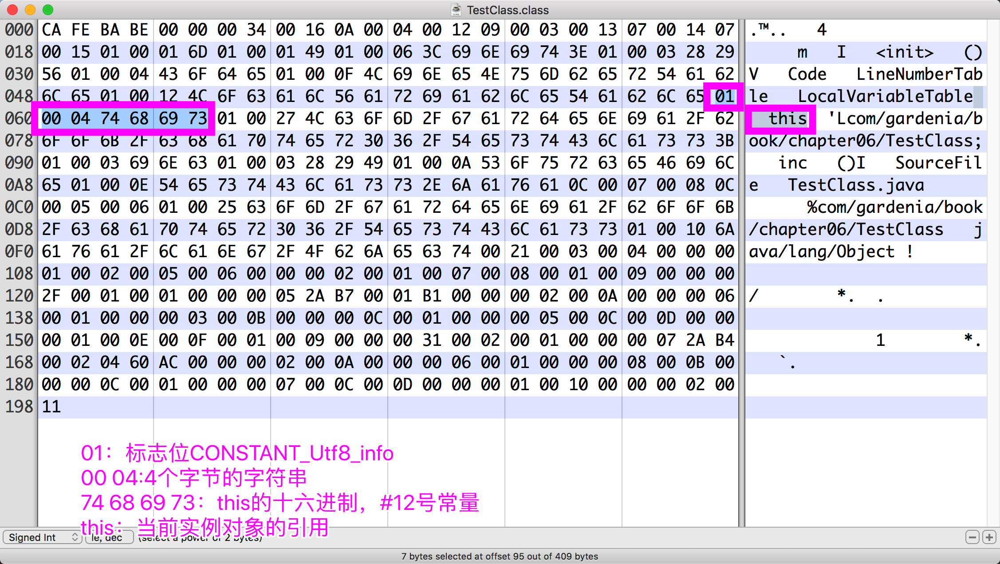 TestClass.class
000 CA FE BA BE 00 00 00 34 00 16 0A 00 04 00 12 09 00 03 00 13 07 00 14 07 .™.. 4
018 00 15 01 00 01 6D 01 00 01 49 01 00 06 3C 69 6E 69 74 3E 01 00 03 28 29 m I <init> ()
030 56 01 00 04 43 6F 64 65 01 00 0F 4C 69 6E 65 4E 75 6D 62 65 72 54 61 62 V Code LineNumberTab
048 6C 65 01 00 12 4C 6F 63 61 6C 56 61 72 69 61 62 6C 65 54 61 62 6C 65 01 le LocalVariableTable
060 00 04 74 68 69 73 01 00 27 4C 63 6F 6D 2F 67 61 72 64 65 6E 69 61 2F 62 this 'Lcom/gardenia/b
078 6F 6F 6B 2F 63 68 61 70 74 65 72 30 36 2F 54 65 73 74 43 6C 61 73 73 3B ook/chapter06/TestClass;
090 01 00 03 69 6E 63 01 00 03 28 29 49 01 00 0A 53 6F 75 72 63 65 46 69 6C inc ()I SourceFil
0A8 65 01 00 0E 54 65 73 74 43 6C 61 73 73 2E 6A 61 76 61 0C 00 07 00 08 0C e TestClass.java
0C0 00 05 00 06 01 00 25 63 6F 6D 2F 67 61 72 64 65 6E 69 61 2F 62 6F 6F 6B %com/gardenia/book
0D8 2F 63 68 61 70 74 65 72 30 36 2F 54 65 73 74 43 6C 61 73 73 01 00 10 6A /chapter06/TestClass j
0F0 61 76 61 2F 6C 61 6E 67 2F 4F 62 6A 65 63 74 00 21 00 03 00 04 00 00 00 ava/lang/Object !
108 01 00 02 00 05 00 06 00 00 00 02 00 01 00 07 00 08 00 01 00 09 00 00 00
120 2F 00 01 00 01 00 00 00 05 2A B7 00 01 B1 00 00 00 02 00 0A 00 00 00 06 / *. .
138 00 01 00 00 00 03 00 0B 00 00 00 0C 00 01 00 00 00 05 00 0C 00 0D 00 00
150 00 01 00 0E 00 0F 00 01 00 09 00 00 00 31 00 02 00 01 00 00 00 07 2A B4 1 *.
168 00 02 04 60 AC 00 00 00 02 00 0A 00 00 00 06 00 01 00 00 00 08 00 0B 00 `.
180 00 00 0C 00 01 00 00 00 07 00 0C 00 0D 00 00 00 01 00 10 00 00 00 02 00
198 11
01：标志位CONSTANT_Utf8_info
00 04:4个字节的字符串
74 68 69 73：this的十六进制，#12号常量
this：当前实例对象的引用
Signed Int le, dec (select a power of 2 bytes)
7 bytes selected at offset 95 out of 409 bytes